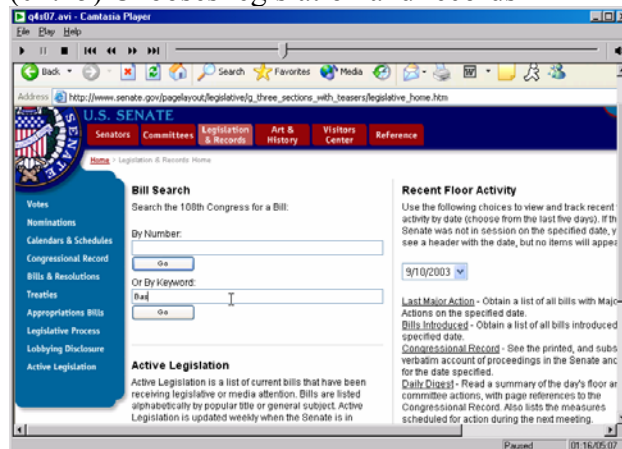 q4s07.avi - Camtasia Player
File Play Help
Back Search Favorites Media
Address http://www.senate.gov/pagelayout/legislative/g_three_sections_with_teasers/legislative_home.htm
U.S. SENATE
SENA
Senators Committees Legislation & Records Art & History Visitors Center Reference
Home > Legislation & Records Home
Votes
Nominations
Calendars & Schedules
Congressional Record
Bills & Resolutions
Treaties
Appropriations Bills
Legislative Process
Lobbying Disclosure
Active Legislation
Bill Search
Search the 108th Congress for a Bill:
By Number:
Go
Or By Keyword:
Bas
Go
Active Legislation
Active Legislation is a list of current bills that have been
receiving legislative or media attention. Bills are listed
alphabetically by popular title or general subject. Active
Legislation is updated weekly when the Senate is in
Recent Floor Activity
Use the following choices to view and track recent
activity by date (choose from the last five days). If th
Senate was not in session on the specified date, y
see a header with the date, but no items will appea
9/10/2003
Last Major Action - Obtain a list of all bills with Majo
Actions on the specified date.
Bills Introduced - Obtain a list of all bills introduced
specified date.
Congressional Record - See the printed, and subs
verbatim account of proceedings in the Senate and
for the date specified.
Daily Digest - Read a summary of the day's floor an
committee actions, with page references to the
Congressional Record. Also lists the measures
scheduled for action during the next meeting.
Paused 01:16/05:07